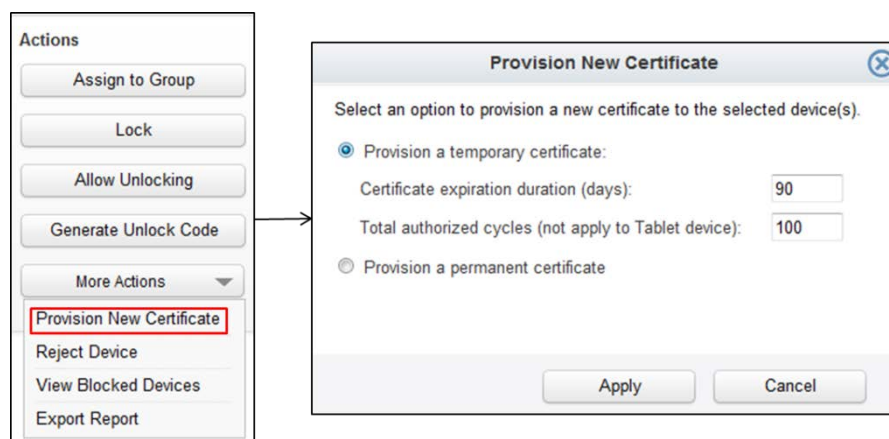 Actions
Assign to Group
Lock
Allow Unlocking
Generate Unlock Code
More Actions
Provision New Certificate
Reject Device
View Blocked Devices
Export Report
Provision New Certificate
Select an option to provision a new certificate to the selected device(s).
Provision a temporary certificate:
Certificate expiration duration (days): 90
Total authorized cycles (not apply to Tablet device): 100
Provision a permanent certificate
Apply Cancel